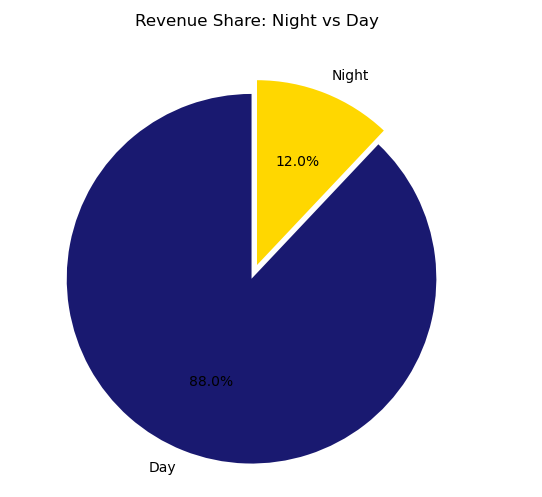 Revenue Share: Night vs Day
Night
12.0%
88.0%
Day